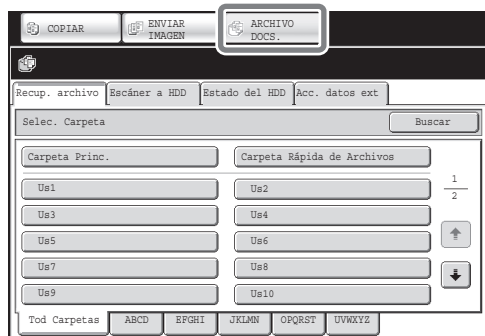 COPIAR
ENVIAR IMAGEN
ARCHIVO DOCS.
Recup. archivo Escáner a HDD Estado del HDD Acc. datos ext
Selec. Carpeta Buscar
Carpeta Princ. Carpeta Rápida de Archivos
Us1 Us2
1
2
Us3 Us4
Us5 Us6
Us7 Us8
Us9 Us10
Tod Carpetas ABCD EFGHI JKLMN OPQRST UVWXYZ